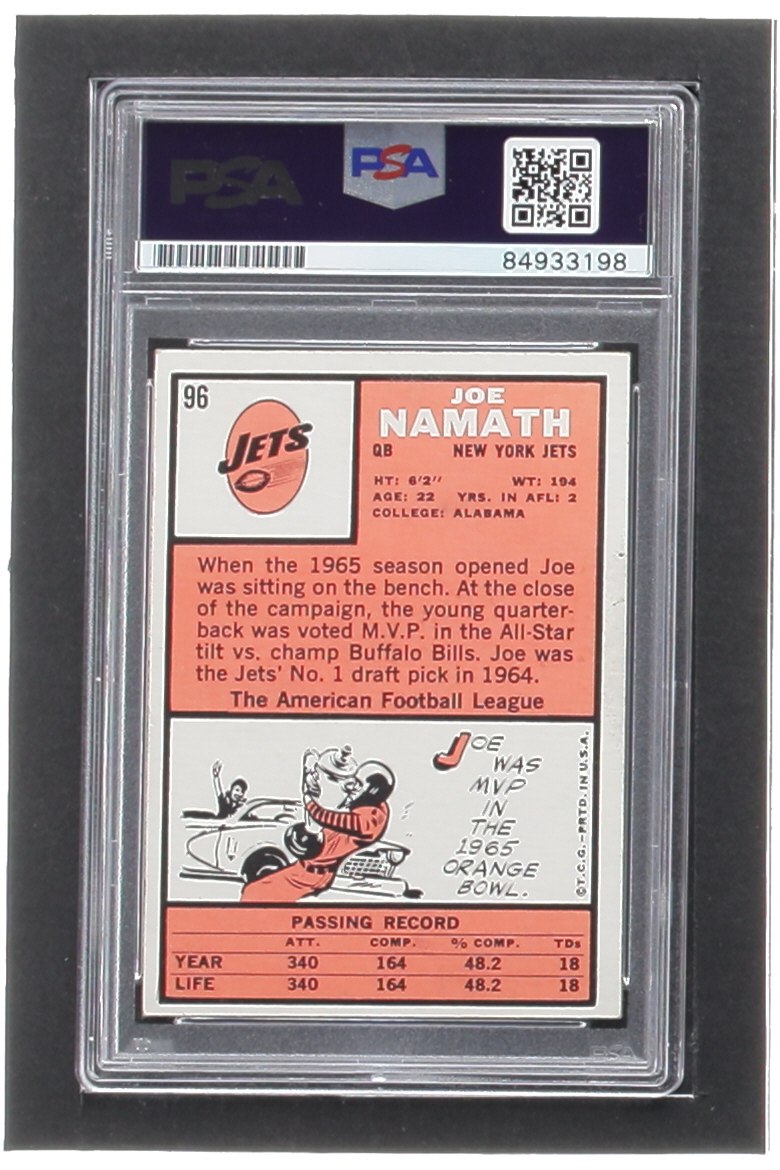 PSA
PSA
84933198
96
JETS
JOE
NAMATH
QB NEW YORK JETS
HT: 6'2" WT: 194
AGE: 22 YRS. IN AFL: 2
COLLEGE: ALABAMA
When the 1965 season opened Joe
was sitting on the bench. At the close
of the campaign, the young quarter-
back was voted M.V.P. in the All-Star
tilt vs. champ Buffalo Bills. Joe was
the Jets' No. 1 draft pick in 1964.
The American Football League
JOE
WAS
MVP
IN
THE
1965
ORANGE
BOWL.
©T.C.G.-PRTD. IN U.S.A.
PASSING RECORD
ATT. COMP. % COMP. TDs
YEAR 340 164 48.2 18
LIFE 340 164 48.2 18
PSA